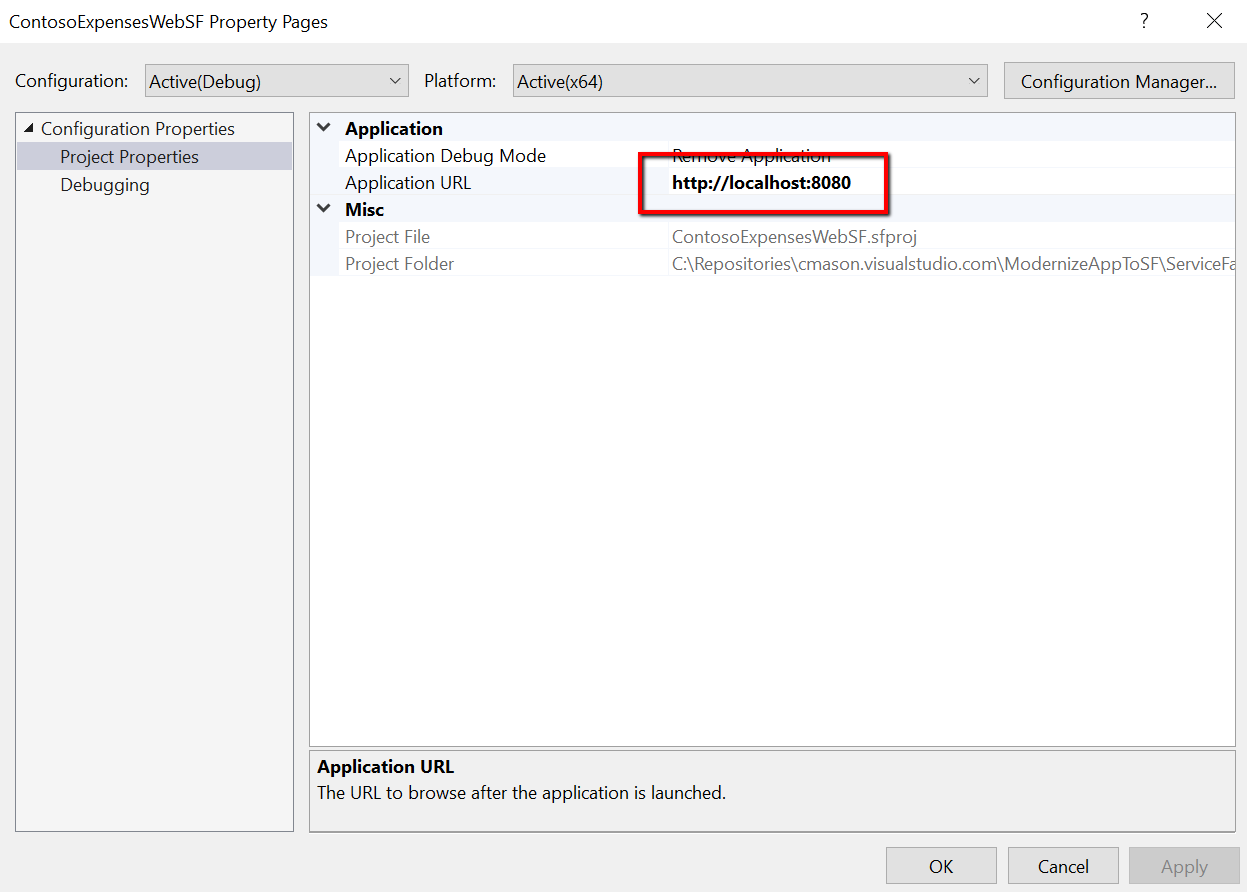 ContosoExpensesWebSF Property Pages ?
Configuration: Active(Debug) Platform: Active(x64) Configuration Manager...
Configuration Properties
Project Properties
Debugging
Application
Application Debug Mode Remove Application
Application URL http://localhost:8080
Misc
Project File ContosoExpensesWebSF.sfproj
Project Folder C:\Repositories\cmason.visualstudio.com\ModernizeAppToSF\ServiceFa
Application URL
The URL to browse after the application is launched.
OK Cancel Apply